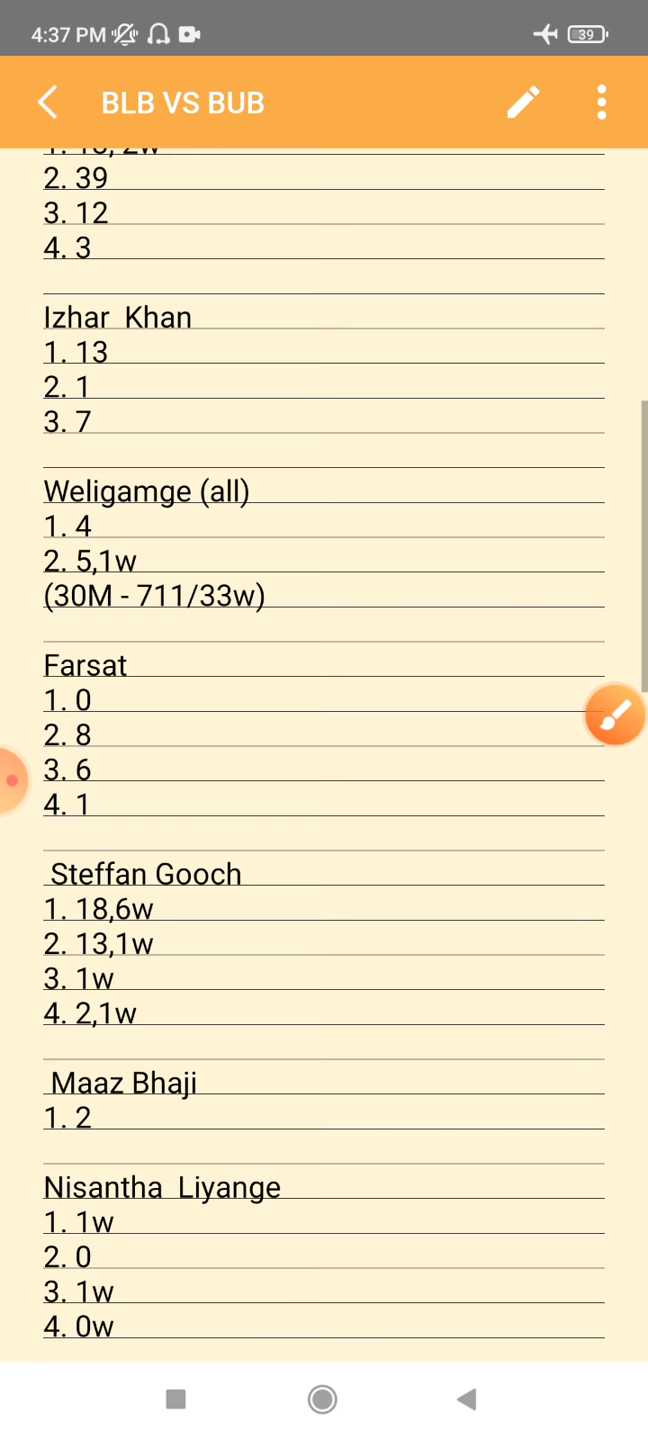 4:37 PM
39
BLB VS BUB
2. 39
3. 12
4. 3
Izhar  Khan
1. 13
2. 1
3. 7
Weligamge (all)
1. 4
2. 5,1w
(30M - 711/33w)
Farsat
1. 0
2. 8
3. 6
4. 1
Steffan Gooch
1. 18,6w
2. 13,1w
3. 1w
4. 2,1w
Maaz Bhaji
1. 2
Nisantha  Liyange
1. 1w
2. 0
3. 1w
4. 0w